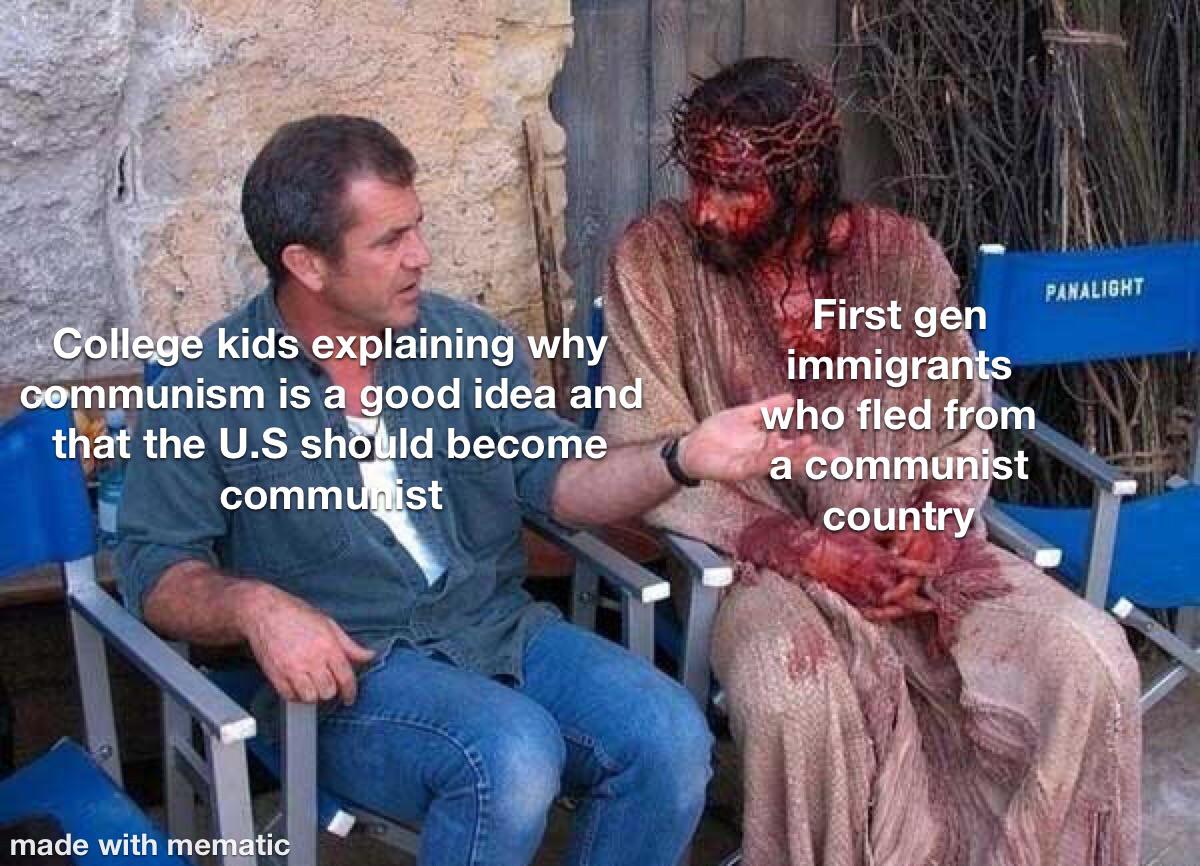 College kids explaining why
communism is a good idea and
that the U.S should become
communist
First gen
immigrants
who fled from
a communist
country
PANALIGHT
made with mematic